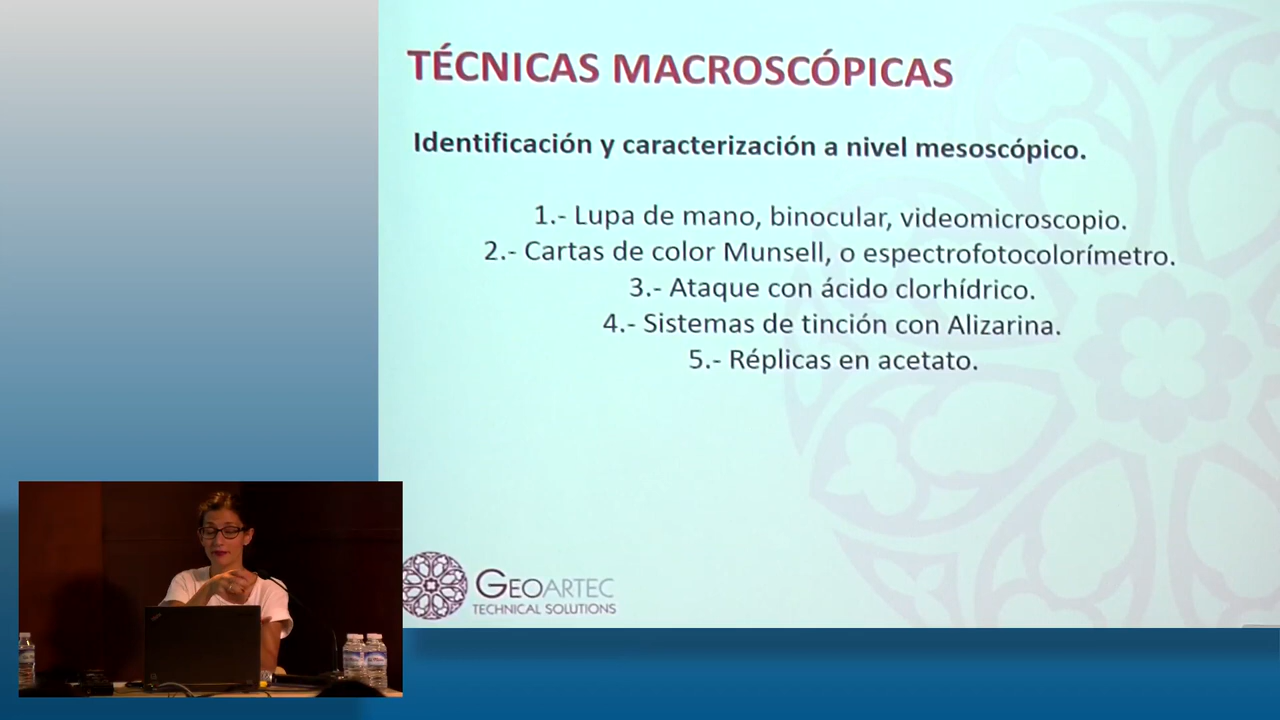 TÉCNICAS MACROSCÓPICAS
Identificación y caracterización a nivel mesoscópico.
1.- Lupa de mano, binocular, videomicroscopio.
2.- Cartas de color Munsell, o espectrofotocolorímetro.
3.- Ataque con ácido clorhídrico.
4.- Sistemas de tinción con Alizarina.
5.- Réplicas en acetato.
GEOARTEC
TECHNICAL SOLUTIONS